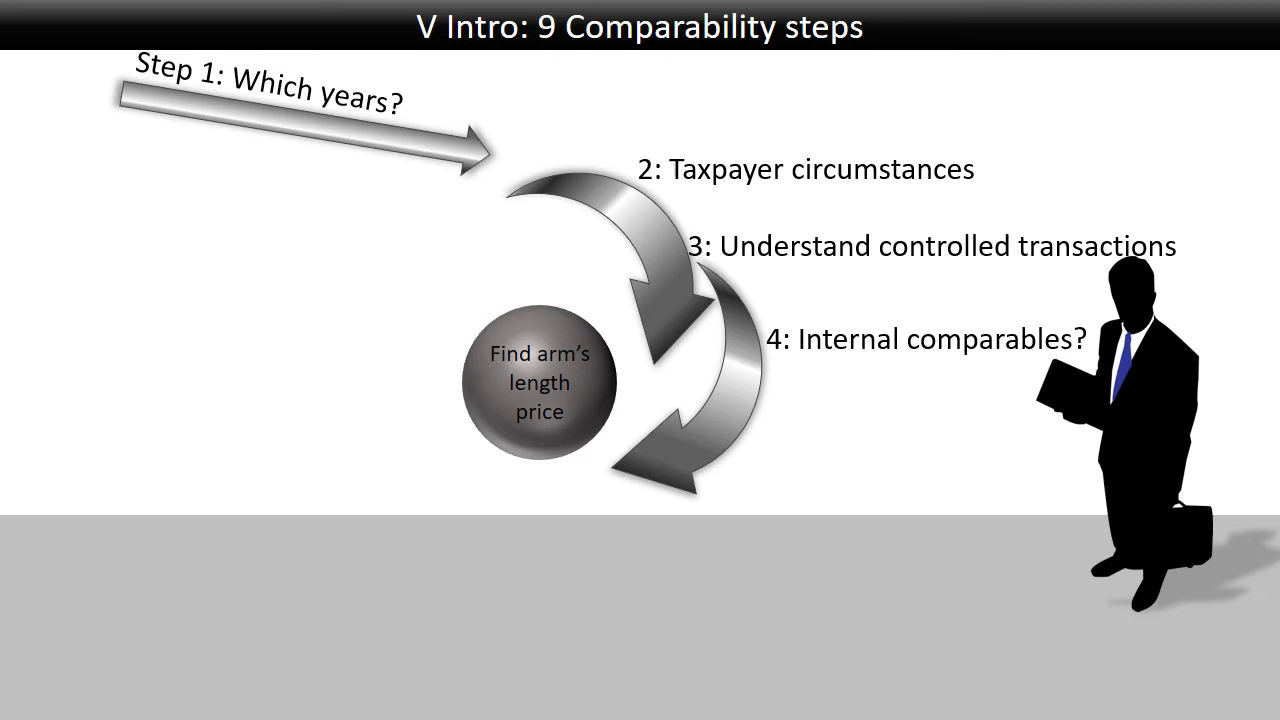 V Intro: 9 Comparability steps
Step 1: Which years?
2: Taxpayer circumstances
3: Understand controlled transactions
4: Internal comparables?
Find arm’s
length
price